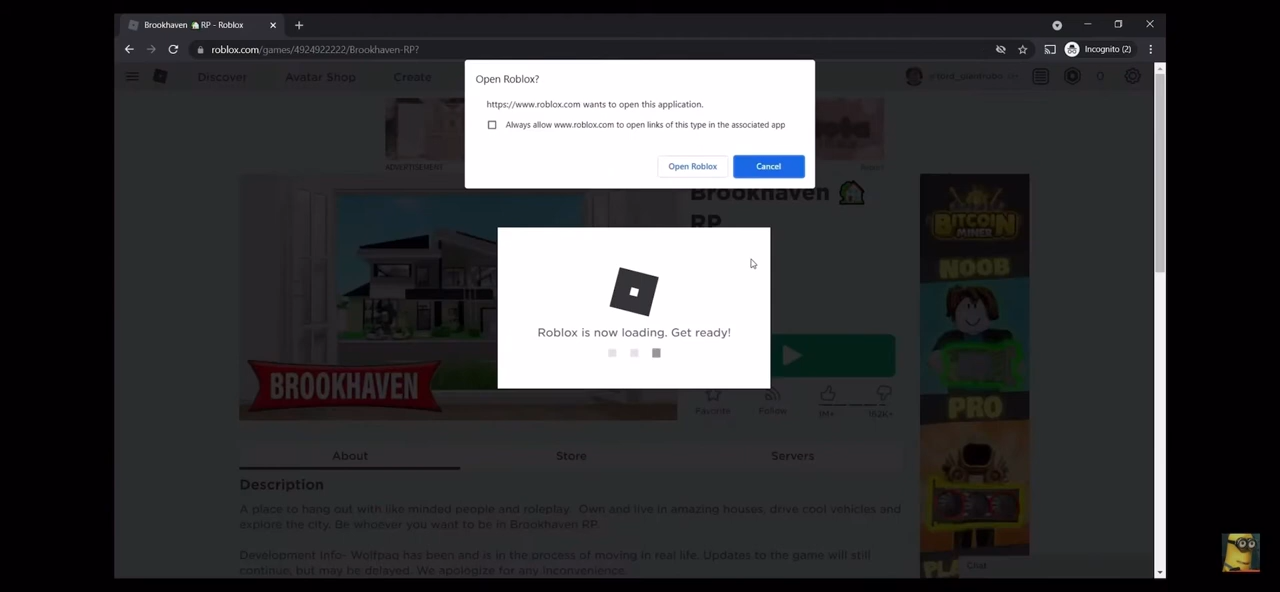 Brookhaven 🏠 RP - Roblox
roblox.com/games/4924922222/Brookhaven-RP?
Incognito (2)
Discover
Avatar Shop
Create
Open Roblox?
https://www.roblox.com wants to open this application.
Always allow www.roblox.com to open links of this type in the associated app
Open Roblox
Cancel
ADVERTISEMENT
Brookhaven 🏠
RP
BROOKHAVEN
Roblox is now loading. Get ready!
Favorite
Follow
1M+
192K+
BITCOIN
MINER
NOOB
PRO
About
Store
Servers
Description
A place to hang out with like minded people and roleplay. Own and live in amazing houses, drive cool vehicles and
explore the city. Be whoever you want to be in Brookhaven RP.
Development Info- Wolfpaq has been and is in the process of moving in real life. Updates to the game will still
continue, but may be delayed. We apologize for any inconvenience.
Chat